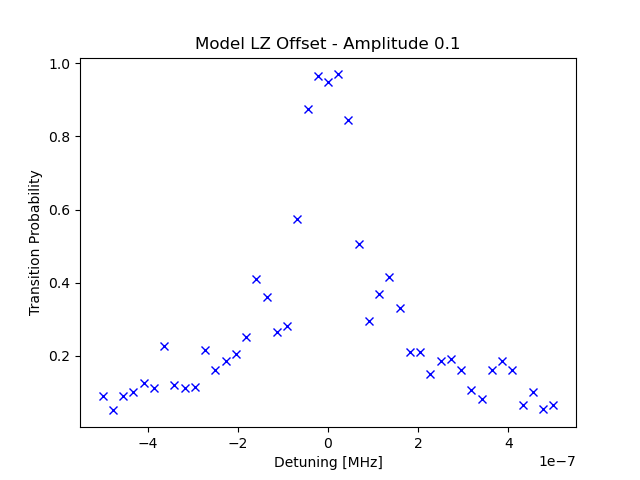 Model LZ Offset - Amplitude 0.1
1.0
0.8
0.6
0.4
0.2
Transition Probability
−4
−2
0
2
4
1e−7
Detuning [MHz]